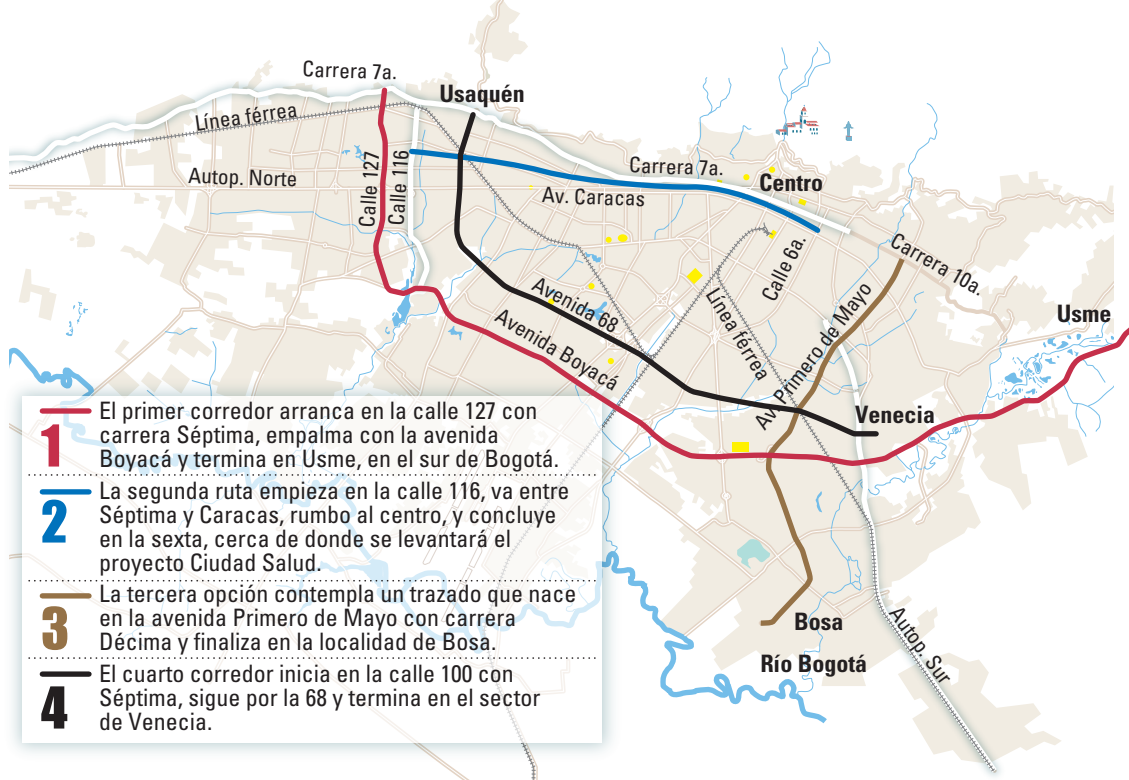 Carrera 7a.
Usaquén
Línea férrea
Carrera 7a.
Calle 127
Calle 116
Autop. Norte
Centro
Av. Caracas
Calle 6a.
Carrera 10a.
Avenida 68
Línea férrea
Av. Primero de Mayo
Usme
Avenida Boyacá
Venecia
1
El primer corredor arranca en la calle 127 con
carrera Séptima, empalma con la avenida
Boyacá y termina en Usme, en el sur de Bogotá.
2
La segunda ruta empieza en la calle 116, va entre
Séptima y Caracas, rumbo al centro, y concluye
en la sexta, cerca de donde se levantará el
proyecto Ciudad Salud.
3
La tercera opción contempla un trazado que nace
en la avenida Primero de Mayo con carrera
Décima y finaliza en la localidad de Bosa.
4
El cuarto corredor inicia en la calle 100 con
Séptima, sigue por la 68 y termina en el sector
de Venecia.
Bosa
Río Bogotá
Autop. Sur